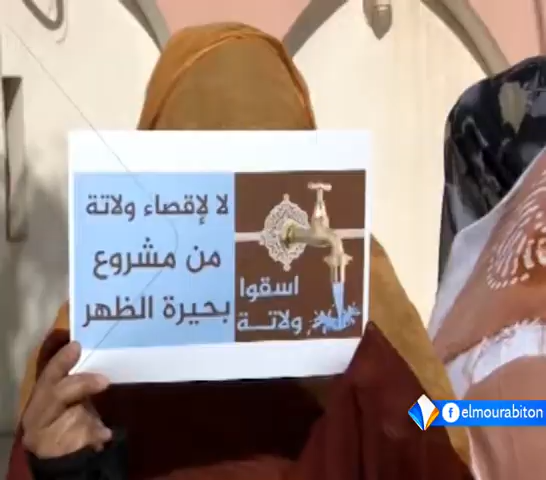 لا لإقصاء ولاتة
من مشروع
بحيرة الظهر
اسقوا
ولاتة
elmourabiton